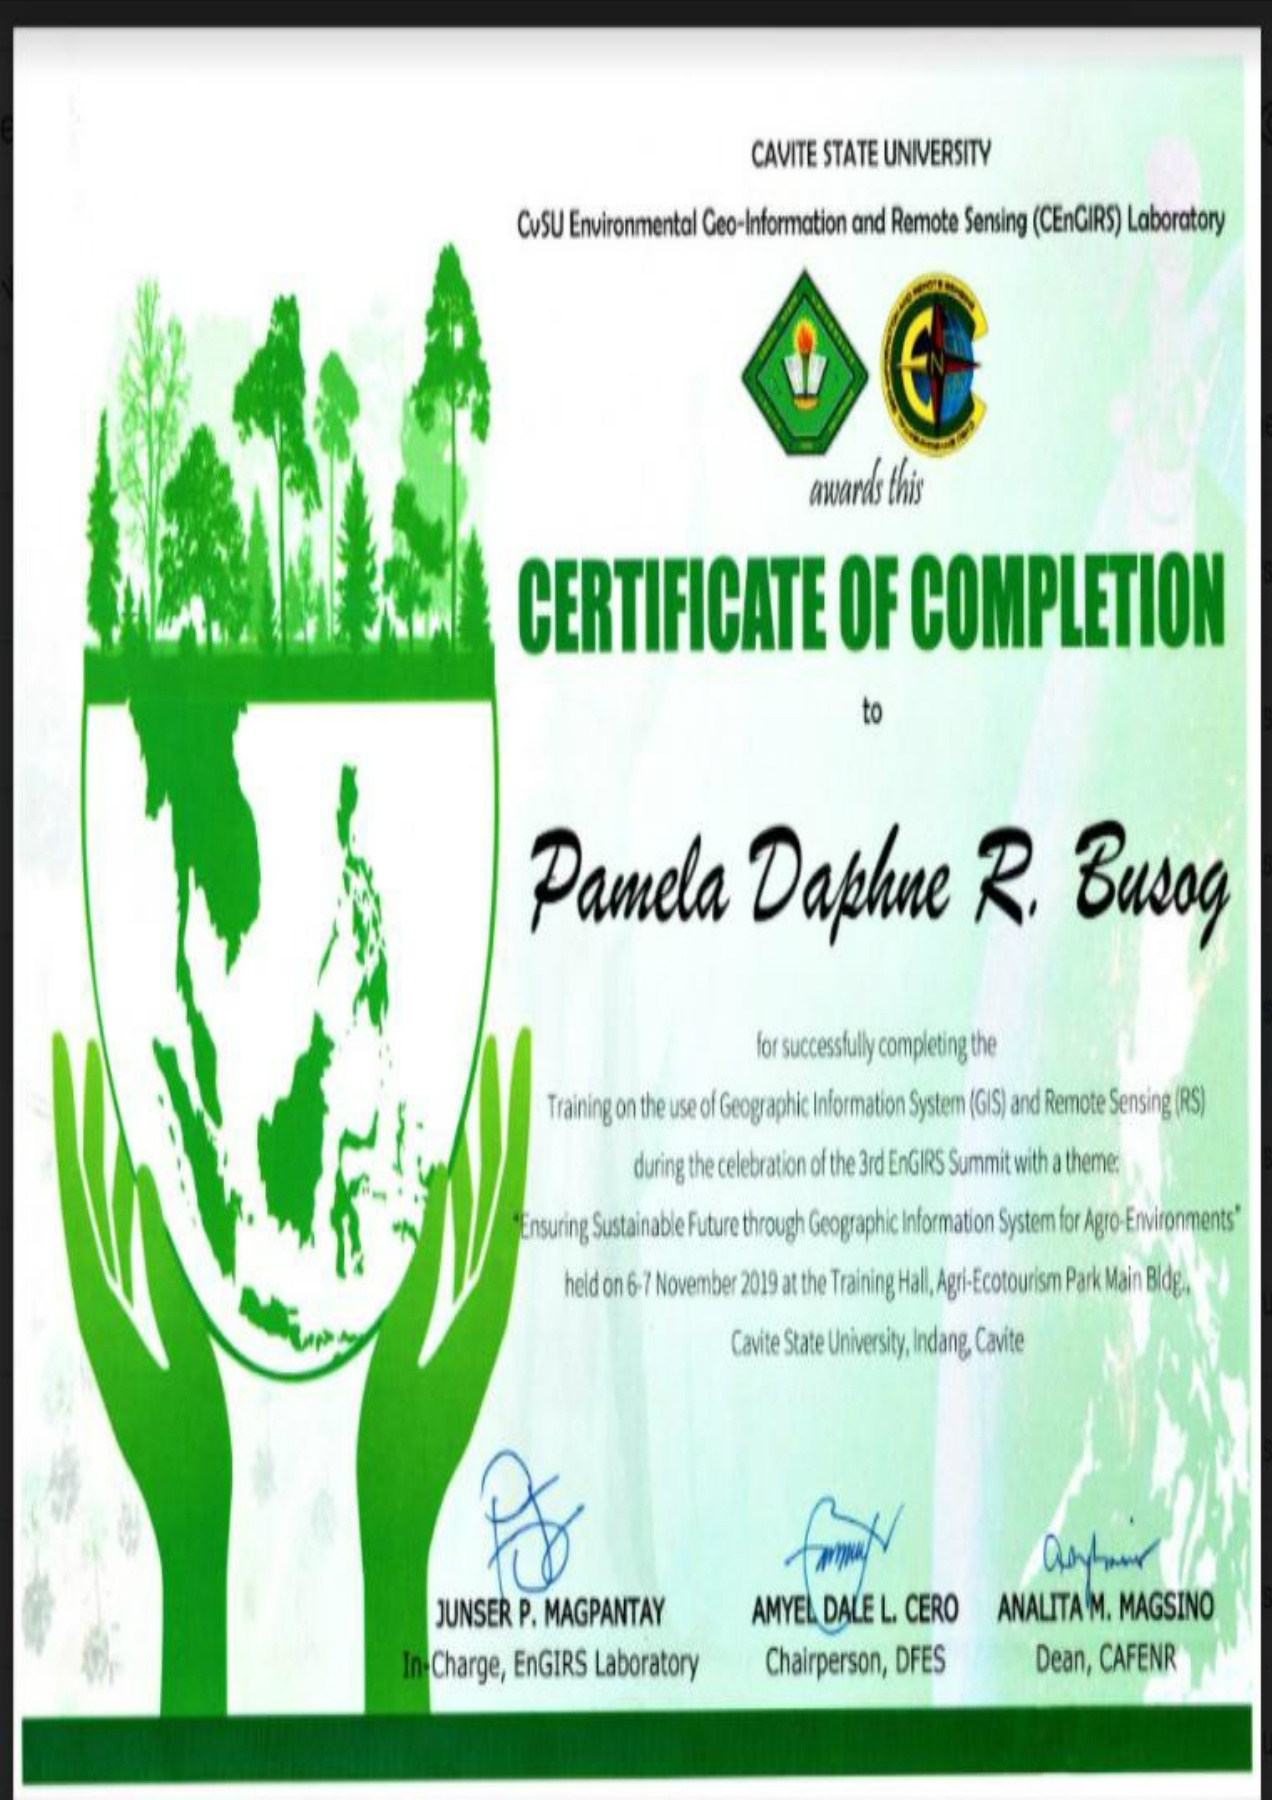 CAVITE STATE UNIVERSITY
CvSU Environmental Geo-Information and Remote Sensing (CEnGIRS) Laboratory
awards this
CERTIFICATE OF COMPLETION
to
Pamela Daphne R. Busog
for successfully completing the
Training on the use of Geographic Information System (GIS) and Remote Sensing (RS)
during the celebration of the 3rd EnGIRS Summit with a theme:
"Ensuring Sustainable Future through Geographic Information System for Agro-Environments"
held on 6-7 November 2019 at the Training Hall, Agri-Ecotourism Park Main Bldg.,
Cavite State University, Indang, Cavite
JUNSER P. MAGPANTAY AMYEL DALE L. CERO ANALITA M. MAGSINO
In-Charge, EnGIRS Laboratory Chairperson, DFES Dean, CAFENR